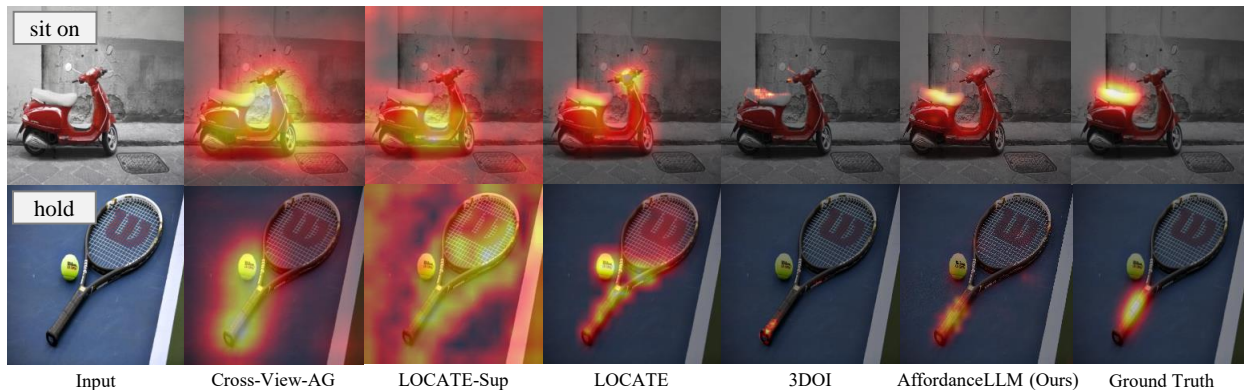 sit on
hold
Input Cross-View-AG LOCATE-Sup LOCATE 3DOI AffordanceLLM (Ours) Ground Truth